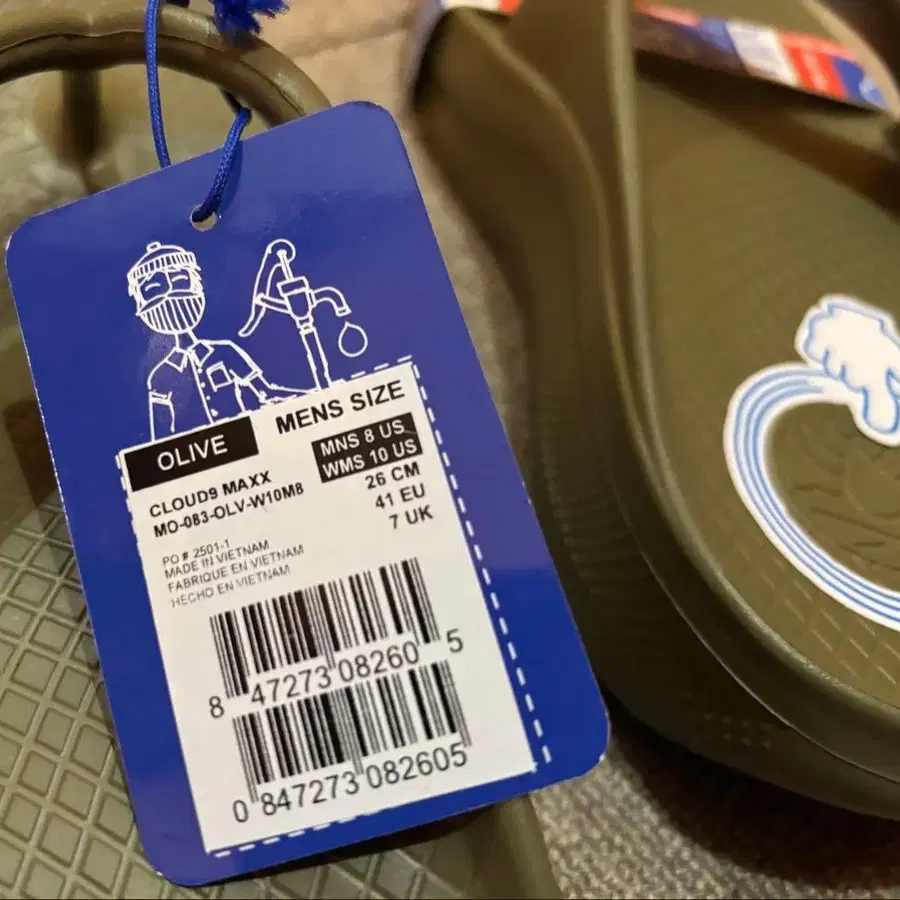 MENS SIZE
OLIVE
MNS 8 US
WMS 10 US
CLOUD9 MAXX
26 CM
MO-083-OLV-W10M8
41 EU
7 UK
PO # 2501-1
MADE IN VIETNAM
FABRIQUE EN VIETNAM
HECHO EN VIETNAM
8 47273 08260 5
0 847273 082605